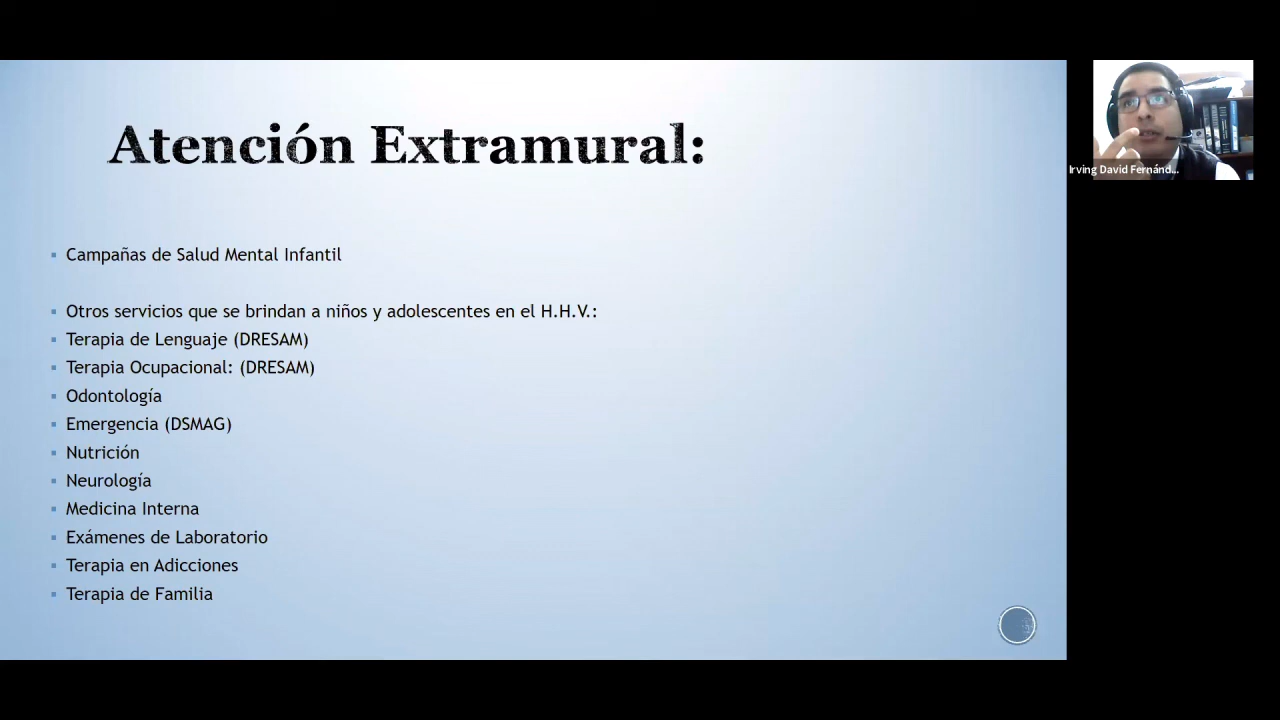 Atención Extramural:
Campañas de Salud Mental Infantil
Otros servicios que se brindan a niños y adolescentes en el H.H.V.:
Terapia de Lenguaje (DRESAM)
Terapia Ocupacional: (DRESAM)
Odontología
Emergencia (DSMAG)
Nutrición
Neurología
Medicina Interna
Exámenes de Laboratorio
Terapia en Adicciones
Terapia de Familia
Irving David Fernánd...